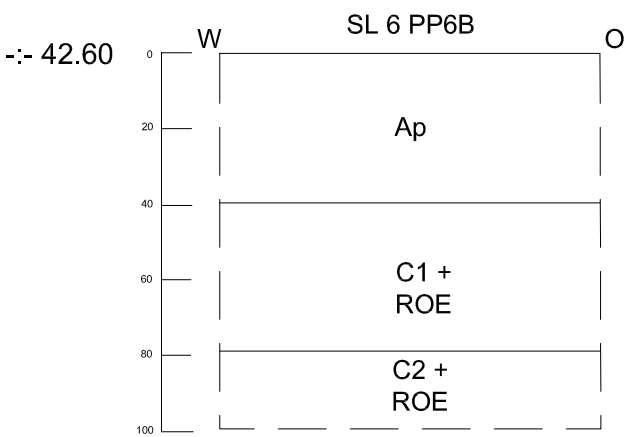 SL 6 PP6B
W
O
-:- 42.60
0
20
Ap
40
C1 +
ROE
60
80
C2 +
ROE
100